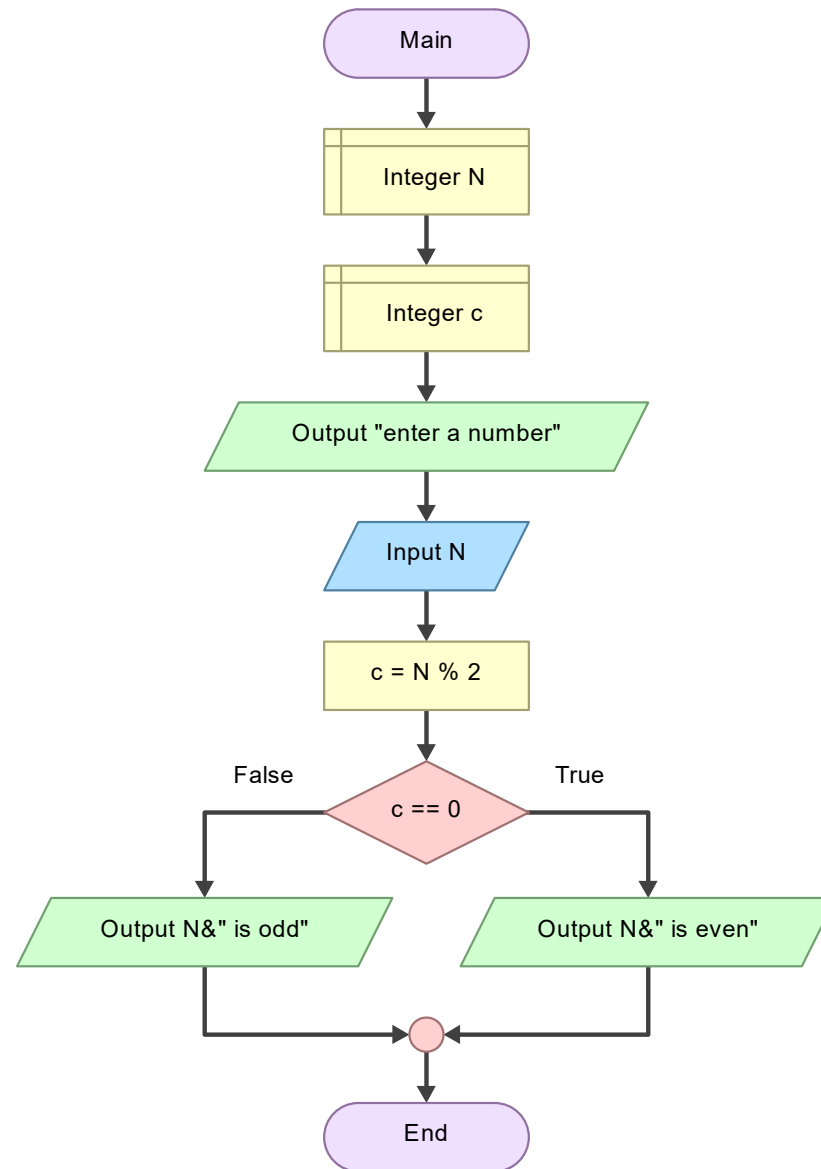 Main
Integer N
Integer c
Output "enter a number"
Input N
c = N % 2
False
True
c == 0
Output N&" is odd"
Output N&" is even"
End